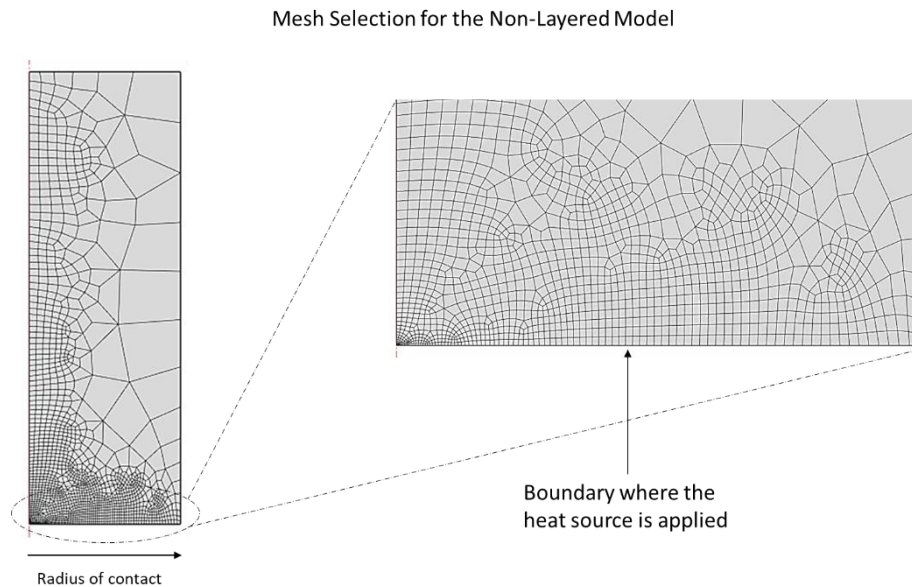 Mesh Selection for the Non-Layered Model
Boundary where the
heat source is applied
Radius of contact